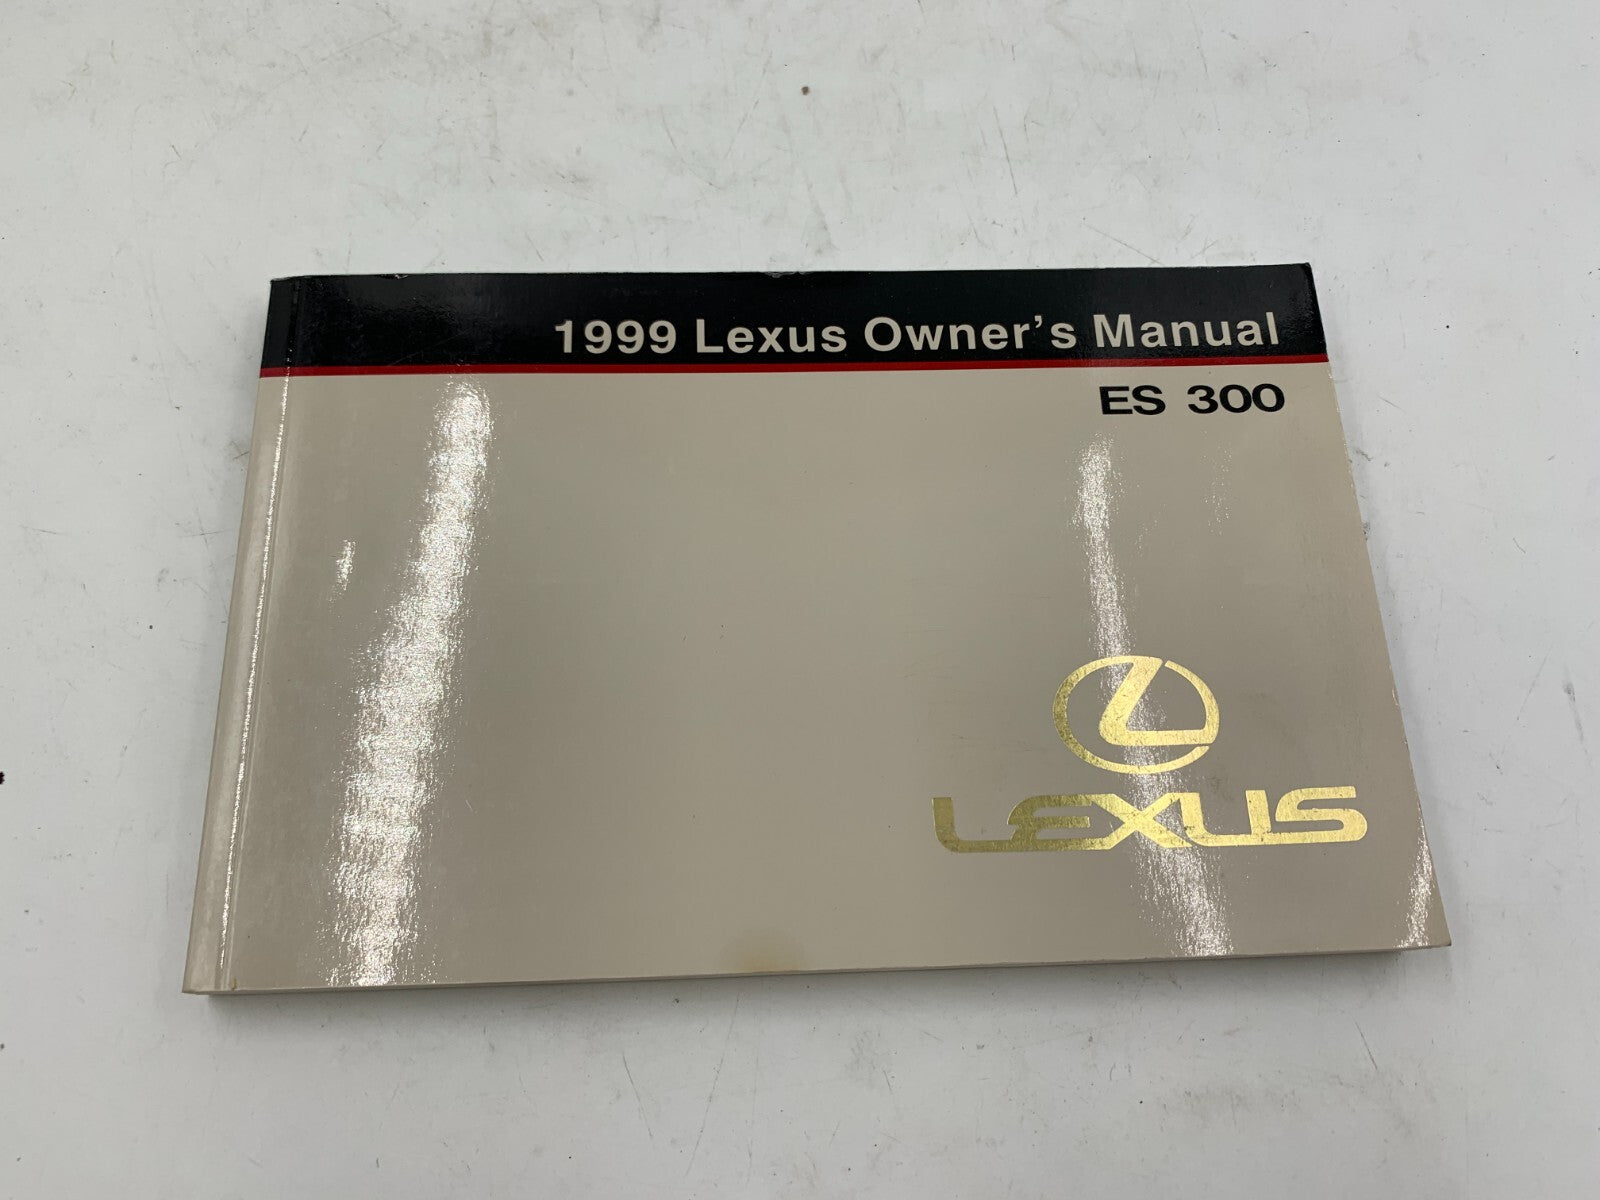 1999 Lexus Owner's Manual
ES 300
LEXUS